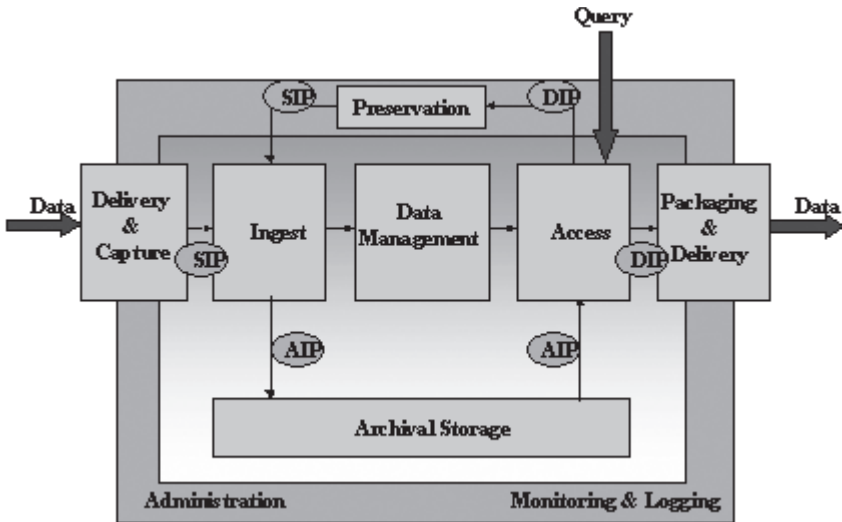 Query
SIP
Preservation
DIP
Data
Delivery
&
Capture
SIP
Ingest
Data
Management
Access
DIP
Packaging
&
Delivery
Data
AIP
AIP
Archival Storage
Administration
Monitoring & Logging